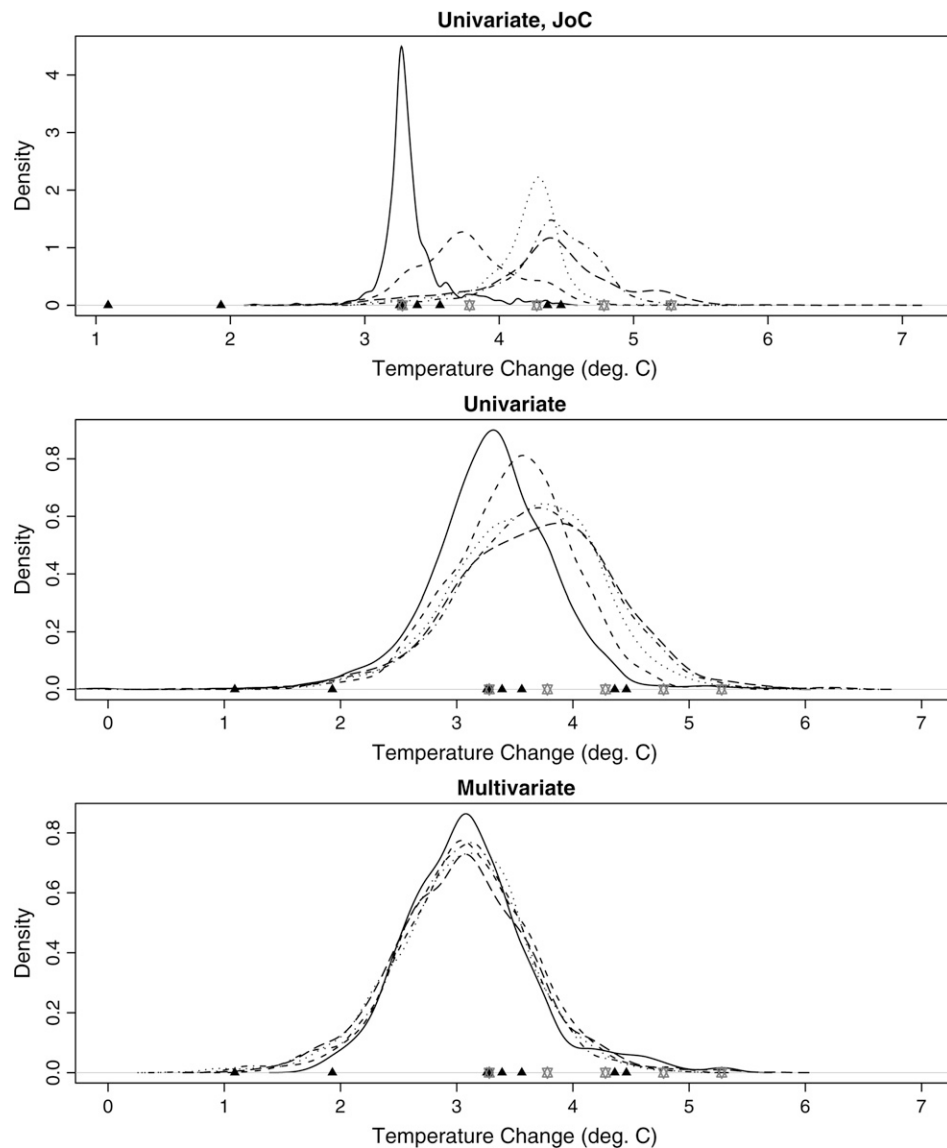 Univariate, JoC
Density
4
3
2
1
0
1 2 3 4 5 6 7
Temperature Change (deg. C)
Univariate
Density
0.8
0.6
0.4
0.2
0.0
0 1 2 3 4 5 6 7
Temperature Change (deg. C)
Multivariate
Density
0.8
0.6
0.4
0.2
0.0
0 1 2 3 4 5 6 7
Temperature Change (deg. C)